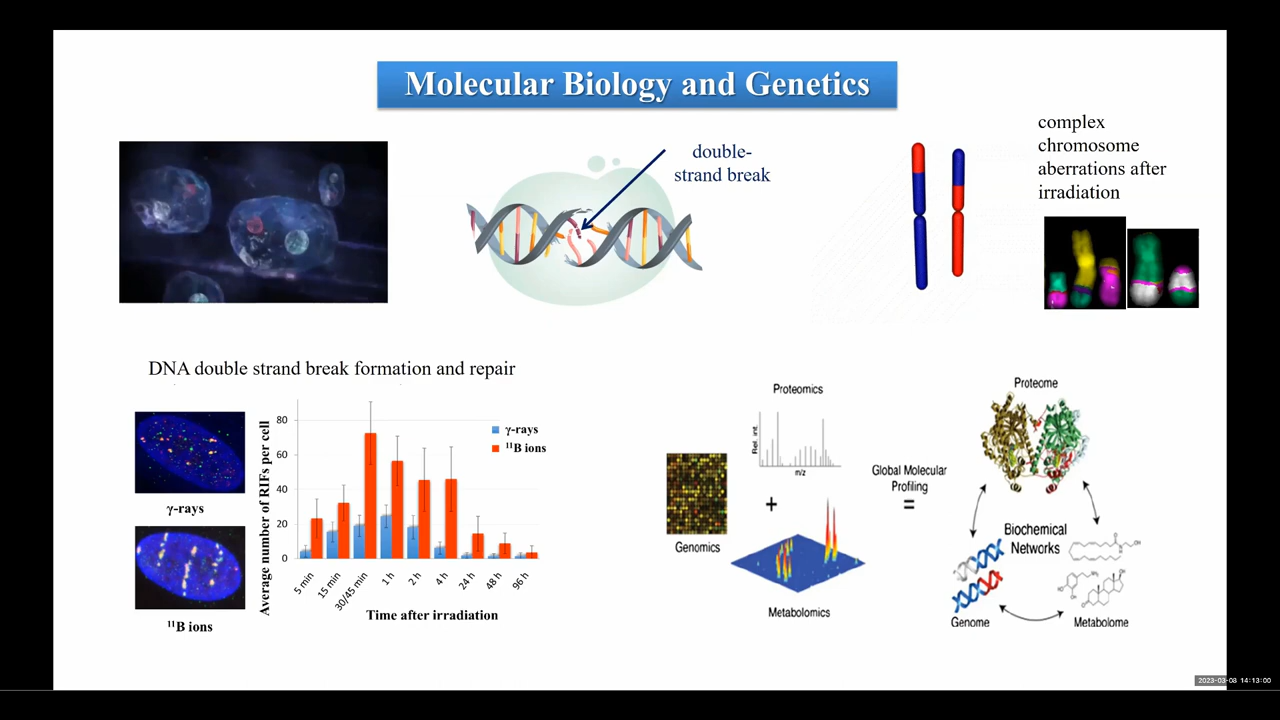 Molecular Biology and Genetics
double-
strand break
complex
chromosome
aberrations after
irradiation
DNA double strand break formation and repair
γ-rays
¹¹B ions
Average number of RIFs per cell
80
60
40
20
0
γ-rays
¹¹B ions
5 min
15 min
30/45 min
1 h
2 h
4 h
24 h
48 h
96 h
Time after irradiation
Proteomics
Rel. int.
m/z
Genomics
+
Metabolomics
Global Molecular
Profiling
=
Proteome
Biochemical
Networks
Genome
Metabolome
2023-03-08 14:13:00